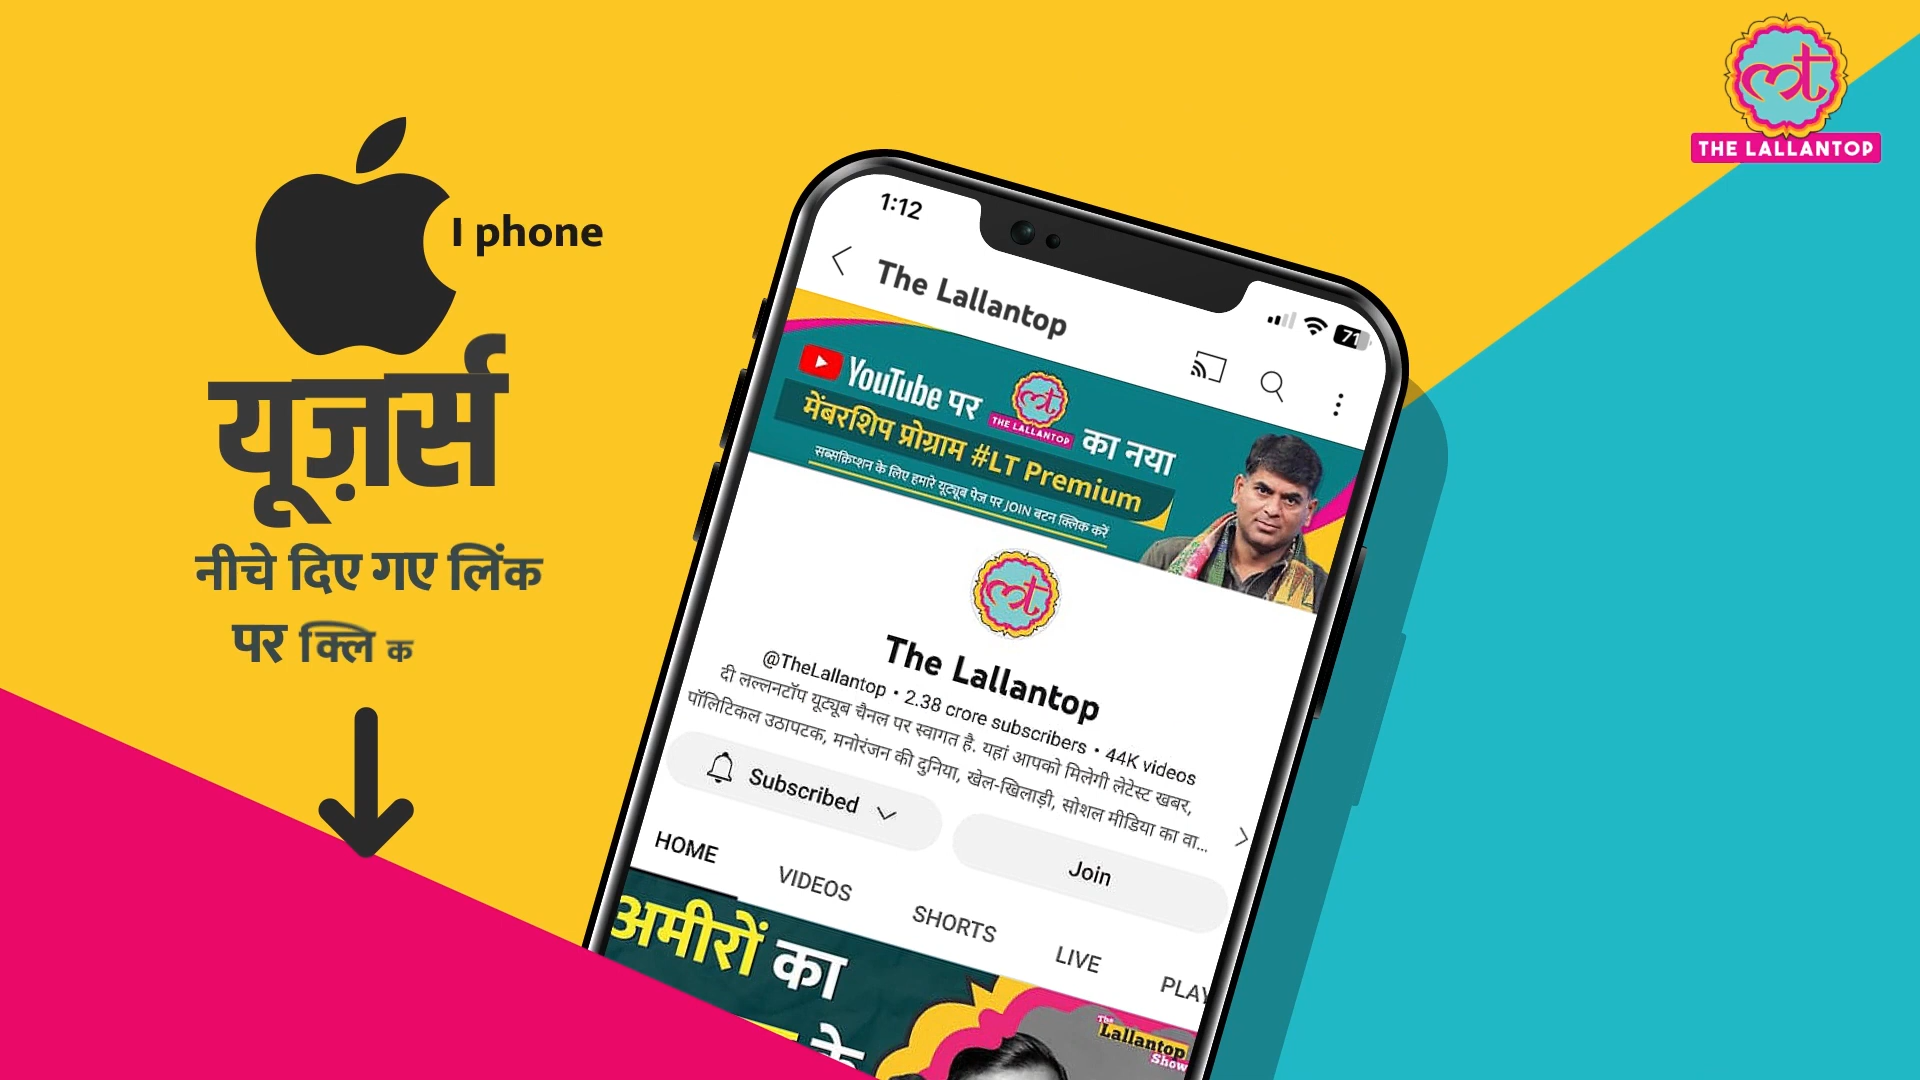 THE LALLANTOP
I phone
यूज़र्स
नीचे दिए गए लिंक
पर क्लि क
1:12
71
The Lallantop
YouTube पर THE LALLANTOP का नया
मेंबरशिप प्रोग्राम #LT Premium
सब्सक्रिप्शन के लिए हमारे यूट्यूब पेज पर JOIN बटन क्लिक करें
The Lallantop
@TheLallantop • 2.38 crore subscribers • 44K videos
दी लल्लनटॉप यूट्यूब चैनल पर स्वागत है. यहां आपको मिलेगी लेटेस्ट खबर,
पॉलिटिकल उठापटक, मनोरंजन की दुनिया, खेल-खिलाड़ी, सोशल मीडिया का वा...
Subscribed
Join
HOME VIDEOS SHORTS LIVE PLAY
अमीरों का
के
The Lallantop Show